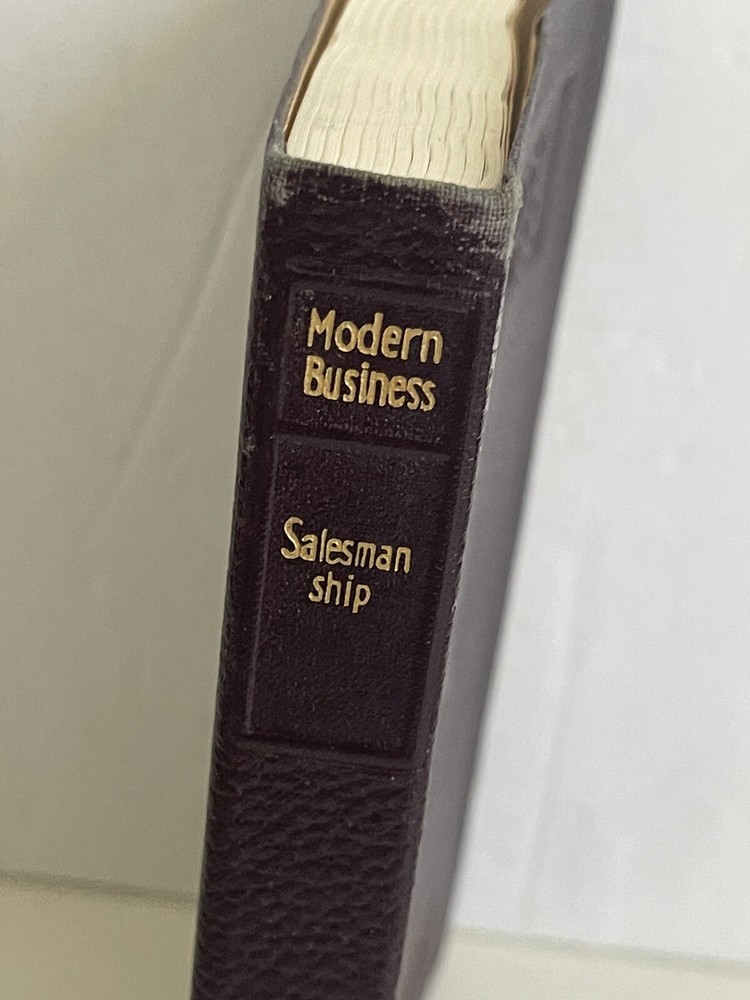 Modern
Business
Salesman
ship